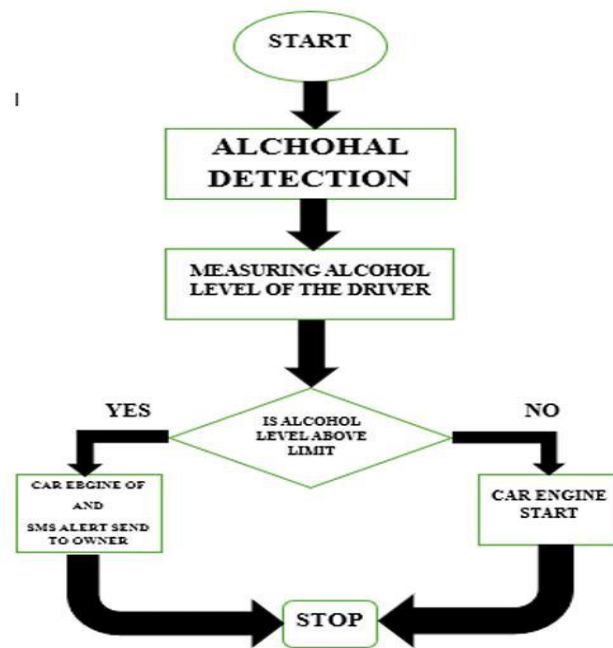 START
ALCHOHAL
DETECTION
MEASURING ALCOHOL
LEVEL OF THE DRIVER
YES
NO
IS ALCOHOL
LEVEL ABOVE
LIMIT
CAR EBGINE OF
AND
SMS ALERT SEND
TO OWNER
CAR ENGINE
START
STOP